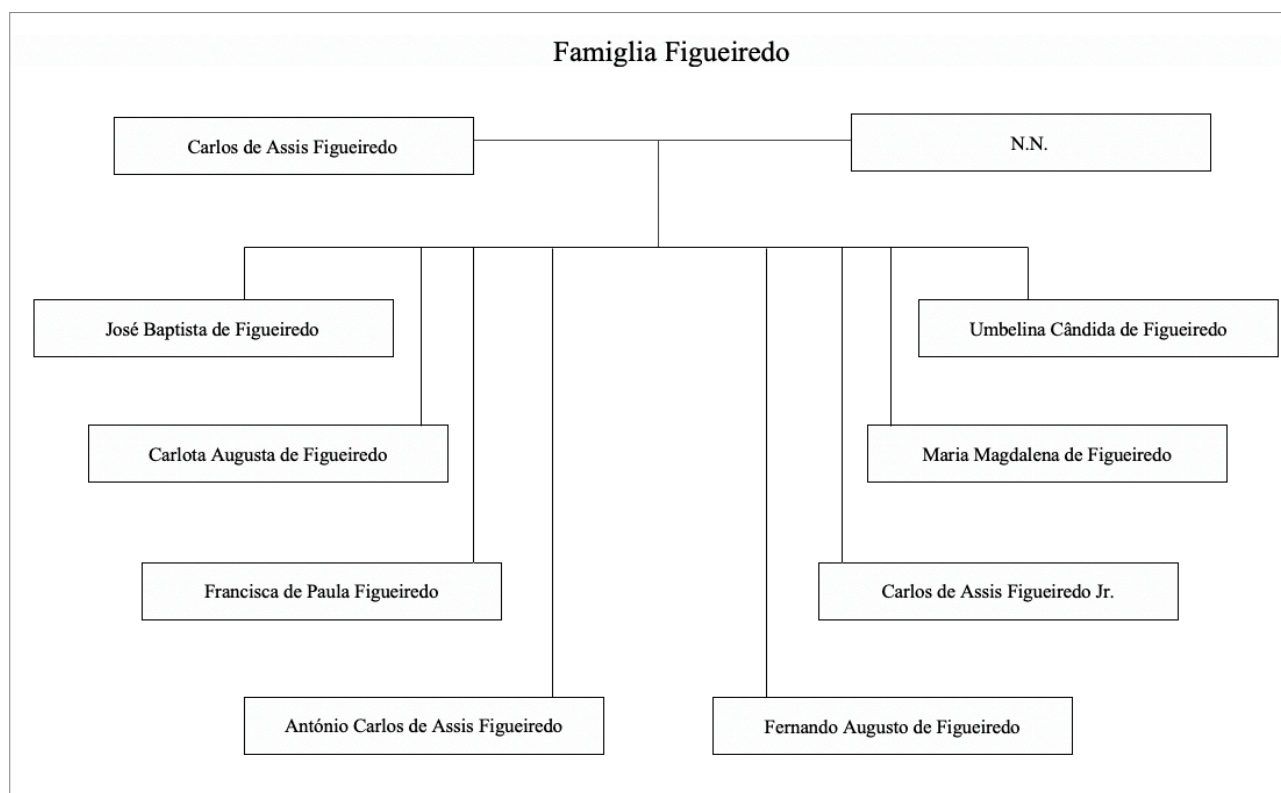 Famiglia Figueiredo
Carlos de Assis Figueiredo
N.N.
José Baptista de Figueiredo
Umbelina Cândida de Figueiredo
Carlota Augusta de Figueiredo
Maria Magdalena de Figueiredo
Francisca de Paula Figueiredo
Carlos de Assis Figueiredo Jr.
António Carlos de Assis Figueiredo
Fernando Augusto de Figueiredo